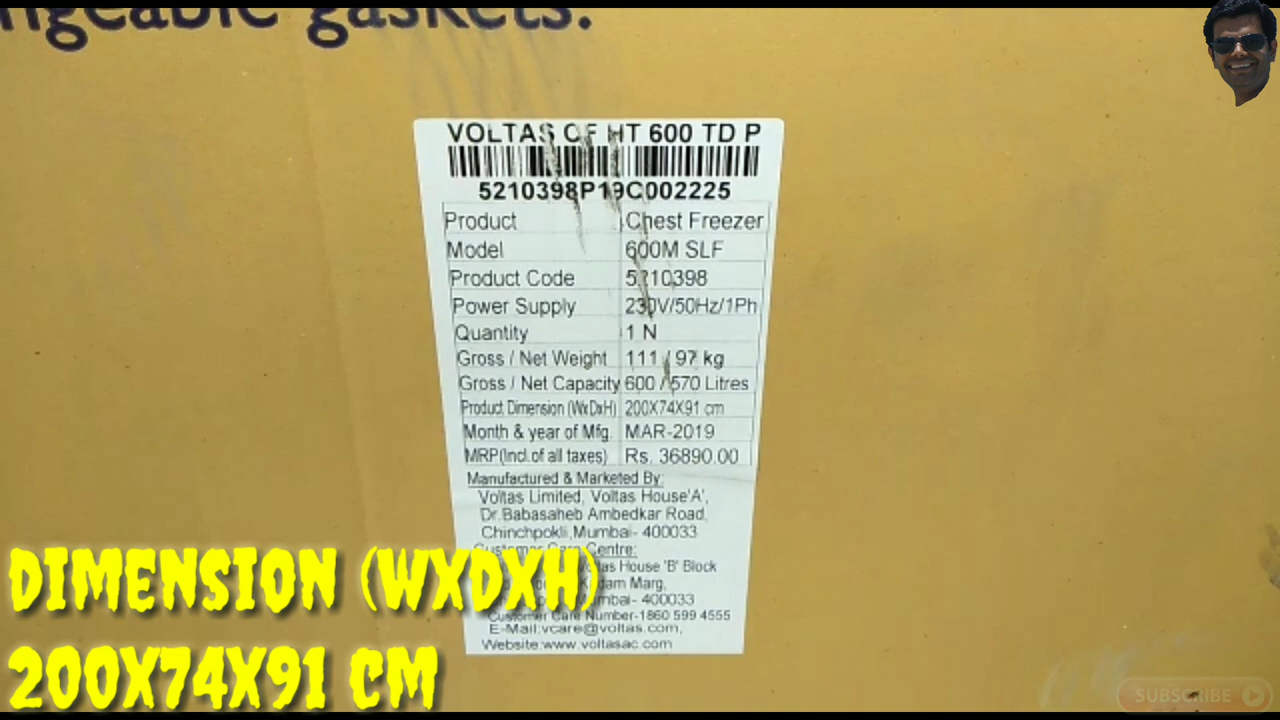 gaskets.
VOLTAS CF HT 600 TD P
5210398P19C002225
Product Chest Freezer
Model 600M SLF
Product Code 5210398
Power Supply 230V/50Hz/1Ph
Quantity 1 N
Gross / Net Weight 111 / 97 kg
Gross / Net Capacity 600 / 570 Litres
Product Dimension (WxDxH) 200X74X91 cm
Month & year of Mfg. MAR-2019
MRP(Incl.of all taxes) Rs. 36890.00
Manufactured & Marketed By:
Voltas Limited, Voltas House'A',
Dr.Babasaheb Ambedkar Road,
Chinchpokli,Mumbai- 400033
Customer Care Centre:
House 'B' Block
Marg,
400033
Customer Care Number-1860 599 4555
E-Mail:vcare@voltas.com,
Website:www.voltasac.com
DIMENSION (WXDXH)
200X74X91 CM
SUBSCRIBE